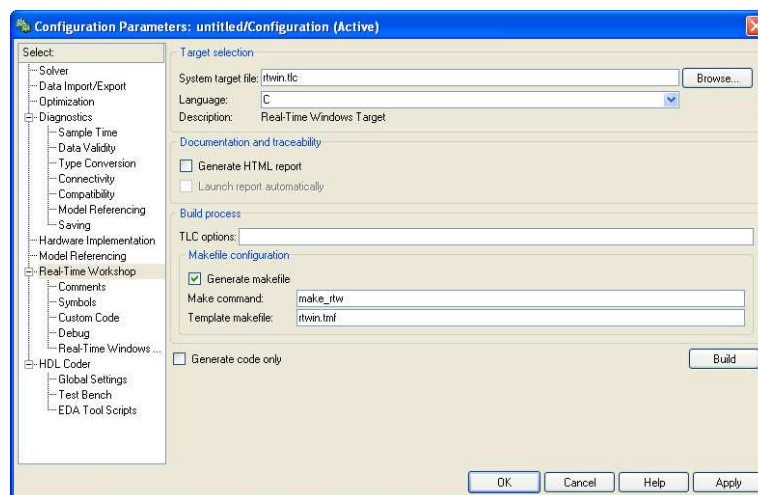 Configuration Parameters: untitled/Configuration (Active)
Select:
Solver
Data Import/Export
Optimization
Diagnostics
Sample Time
Data Validity
Type Conversion
Connectivity
Compatibility
Model Referencing
Saving
Hardware Implementation
Model Referencing
Real-Time Workshop
Comments
Symbols
Custom Code
Debug
Real-Time Windows ...
HDL Coder
Global Settings
Test Bench
EDA Tool Scripts
Target selection
System target file: rtwin.tlc Browse...
Language: C
Description: Real-Time Windows Target
Documentation and traceability
Generate HTML report
Launch report automatically
Build process
TLC options:
Makefile configuration
Generate makefile
Make command: make_rtw
Template makefile: rtwin.tmf
Generate code only Build
OK Cancel Help Apply